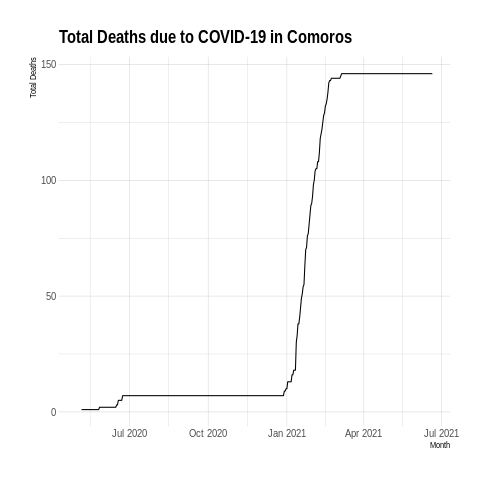 Total Deaths due to COVID-19 in Comoros
Total Deaths
150
100
50
0
Jul 2020 Oct 2020 Jan 2021 Apr 2021 Jul 2021
Month